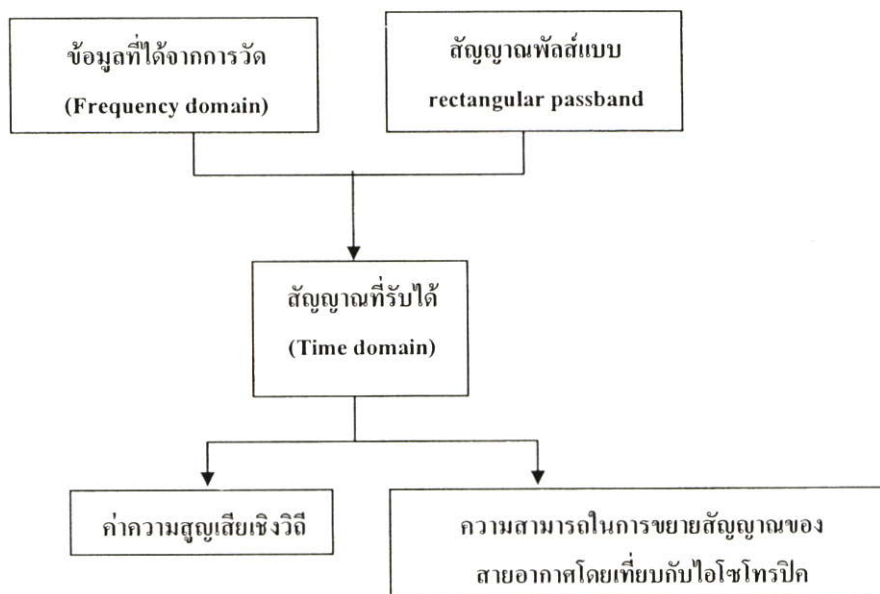 ข้อมูลที่ได้จากการวัด
(Frequency domain)
สัญญาณพัลส์แบบ
rectangular passband
สัญญาณที่รับได้
(Time domain)
ค่าความสูญเสียเชิงวิถี
ความสามารถในการขยายสัญญาณของ
สายอากาศโดยเที่ยบกับไอโซโทรปิค